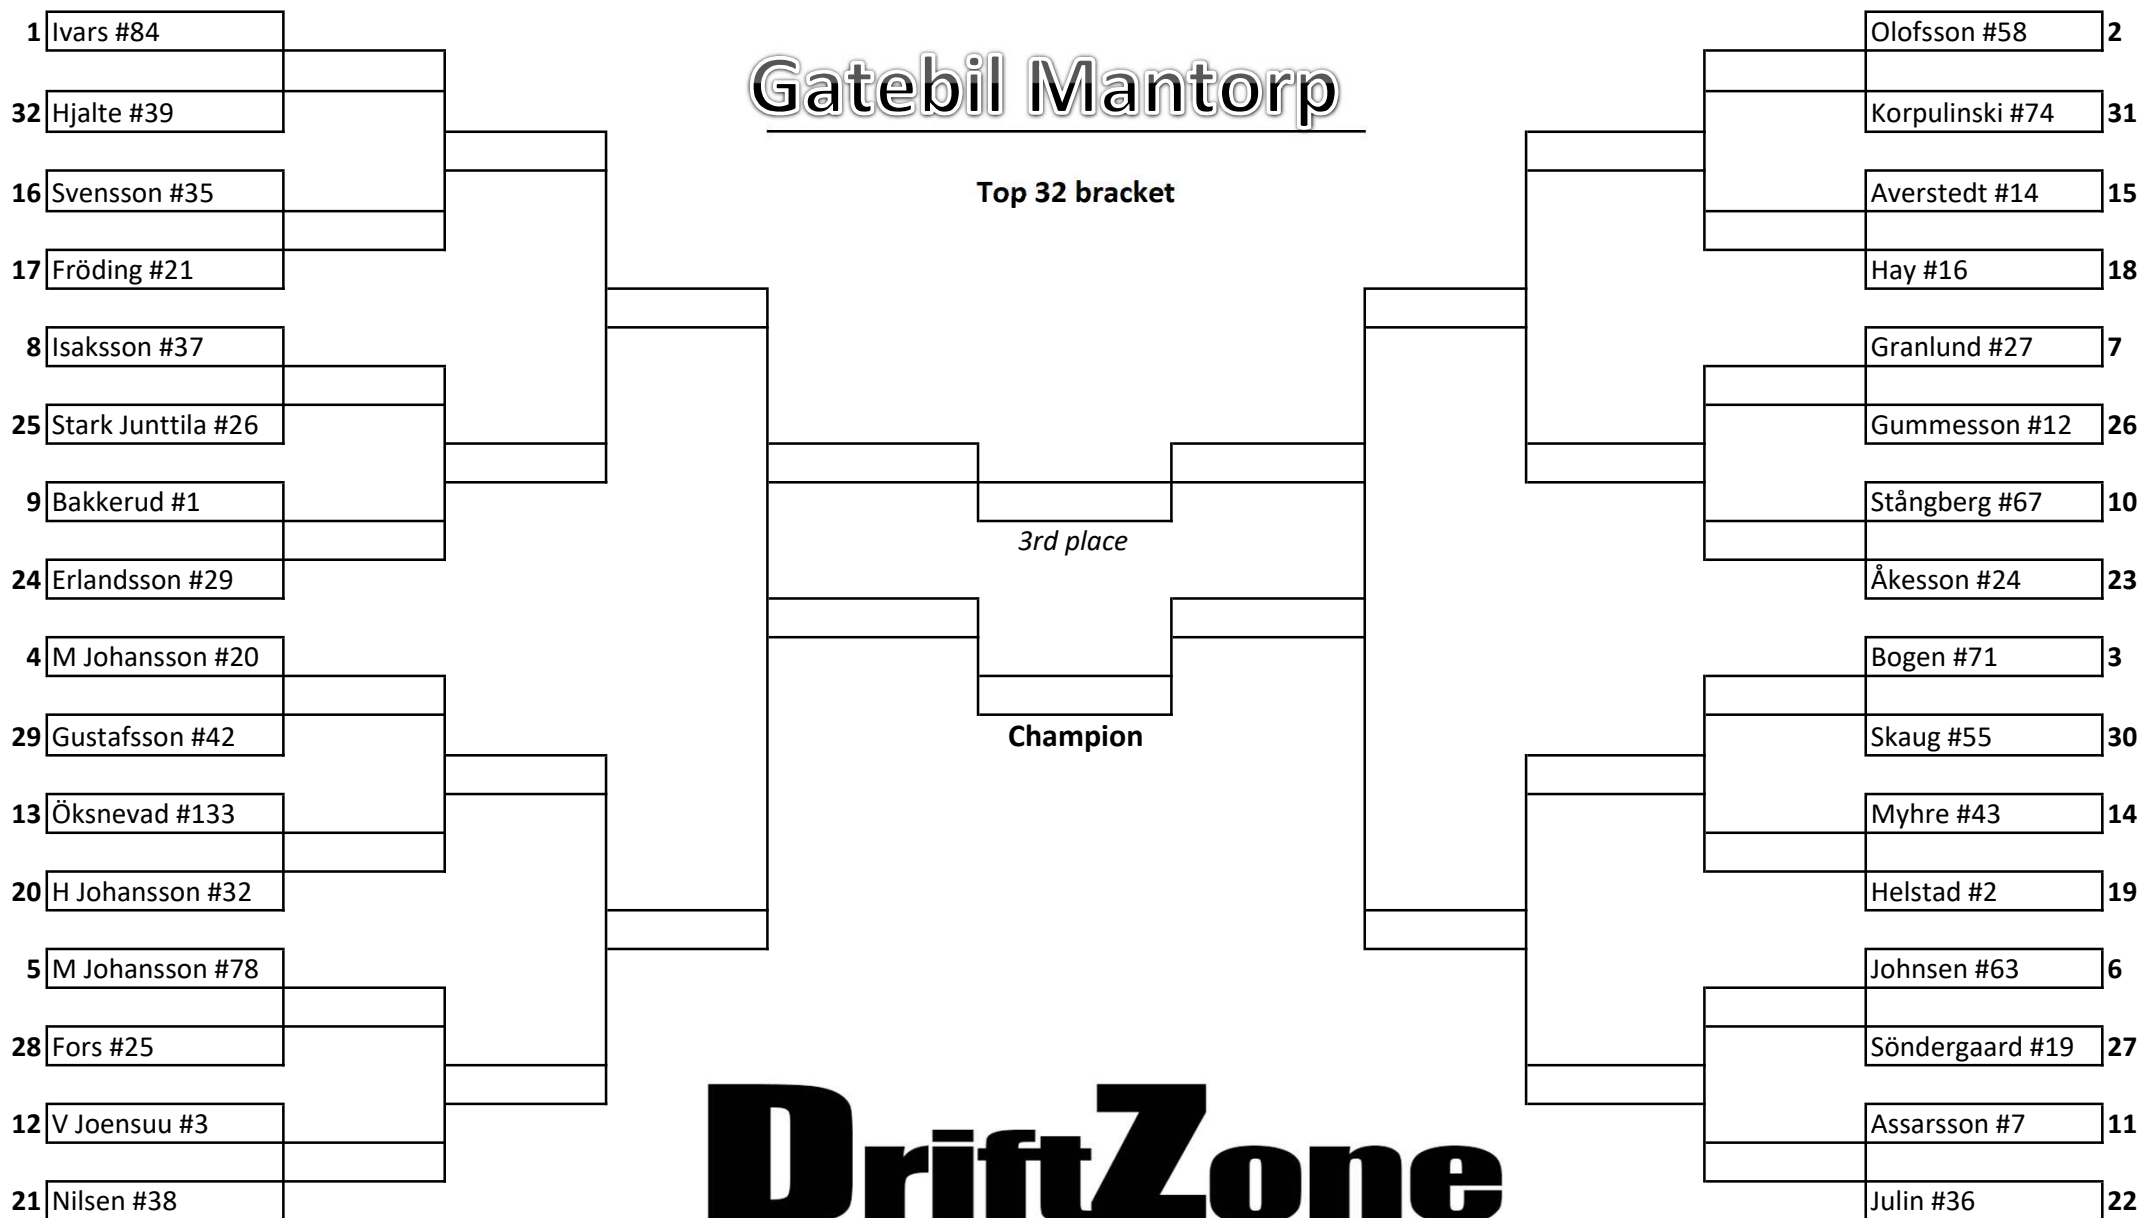 Gatebil Mantorp
Top 32 bracket
1 Ivars #84
32 Hjalte #39
16 Svensson #35
17 Fröding #21
8 Isaksson #37
25 Stark Junttila #26
9 Bakkerud #1
24 Erlandsson #29
4 M Johansson #20
29 Gustafsson #42
13 Öksnevad #133
20 H Johansson #32
5 M Johansson #78
28 Fors #25
12 V Joensuu #3
21 Nilsen #38
3rd place
Champion
Olofsson #58 2
Korpulinski #74 31
Averstedt #14 15
Hay #16 18
Granlund #27 7
Gummesson #12 26
Stångberg #67 10
Åkesson #24 23
Bogen #71 3
Skaug #55 30
Myhre #43 14
Helstad #2 19
Johnsen #63 6
Söndergaard #19 27
Assarsson #7 11
Julin #36 22
DriftZone